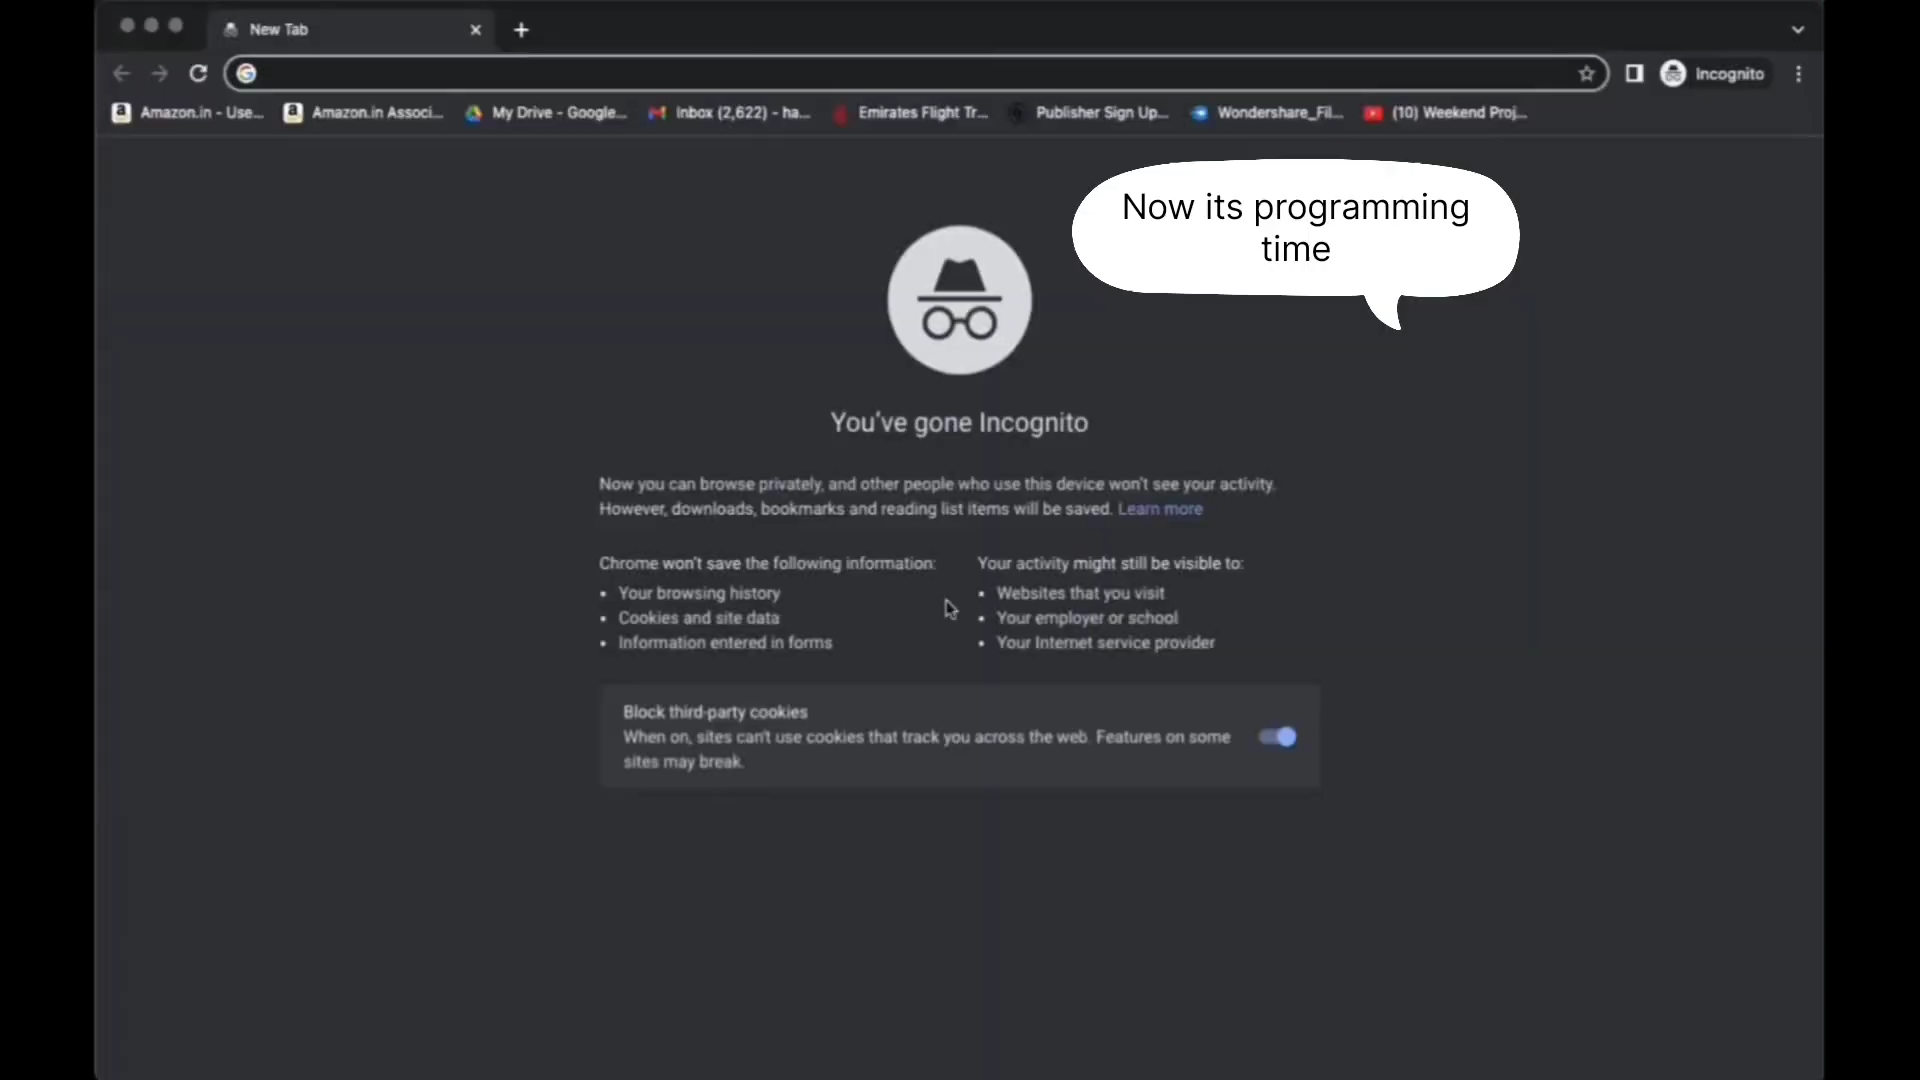 New Tab
Incognito
Amazon.in - Use...
Amazon.in Associ...
My Drive - Google...
Inbox (2,622) - ha...
Emirates Flight Tr...
Publisher Sign Up...
Wondershare_Fil...
(10) Weekend Proj...
Now its programming
time
You've gone Incognito
Now you can browse privately, and other people who use this device won't see your activity.
However, downloads, bookmarks and reading list items will be saved. Learn more
Chrome won't save the following information:
Your browsing history
Cookies and site data
Information entered in forms
Your activity might still be visible to:
Websites that you visit
Your employer or school
Your Internet service provider
Block third-party cookies
When on, sites can't use cookies that track you across the web. Features on some
sites may break.